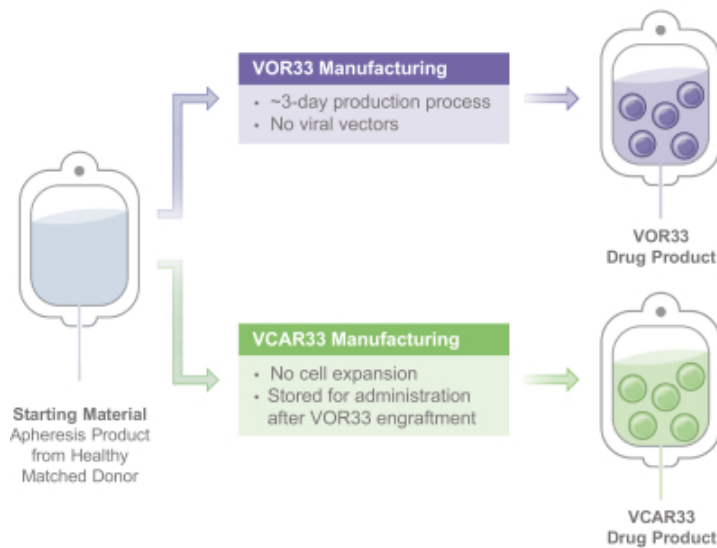 VOR33 Manufacturing
• ~3-day production process
• No viral vectors
VOR33
Drug Product
Starting Material
Apheresis Product
from Healthy
Matched Donor
VCAR33 Manufacturing
• No cell expansion
• Stored for administration
after VOR33 engraftment
VCAR33
Drug Product